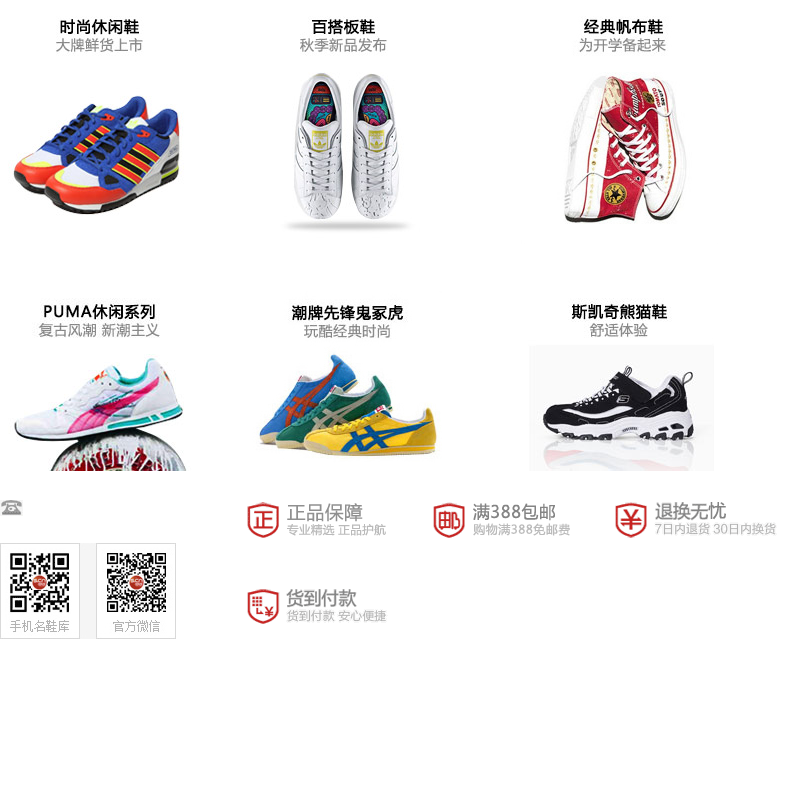 时尚休闲鞋
大牌鲜货上市
百搭板鞋
秋季新品发布
经典帆布鞋
为开学备起来
PUMA休闲系列
复古风潮 新潮主义
潮牌先锋鬼冢虎
玩酷经典时尚
斯凯奇熊猫鞋
舒适体验
正
正品保障
专业精选 正品护航
邮
满388包邮
购物满388免邮费
¥
退换无忧
7日内退货 30日内换货
¥
货到付款
货到付款 安心便捷
手机名鞋库
官方微信